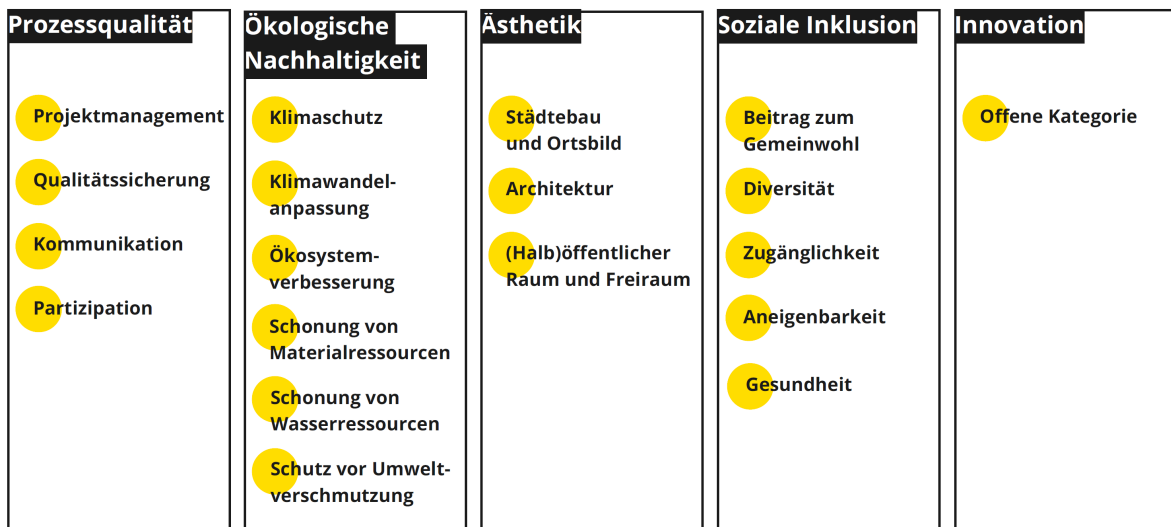 Prozessqualität
Projektmanagement
Qualitätssicherung
Kommunikation
Partizipation
Ökologische
Nachhaltigkeit
Klimaschutz
Klimawandel-
anpassung
Ökosystem-
verbesserung
Schonung von
Materialressourcen
Schonung von
Wasserressourcen
Schutz vor Umwelt-
verschmutzung
Ästhetik
Städtebau
und Ortsbild
Architektur
(Halb)öffentlicher
Raum und Freiraum
Soziale Inklusion
Beitrag zum
Gemeinwohl
Diversität
Zugänglichkeit
Aneigenbarkeit
Gesundheit
Innovation
Offene Kategorie